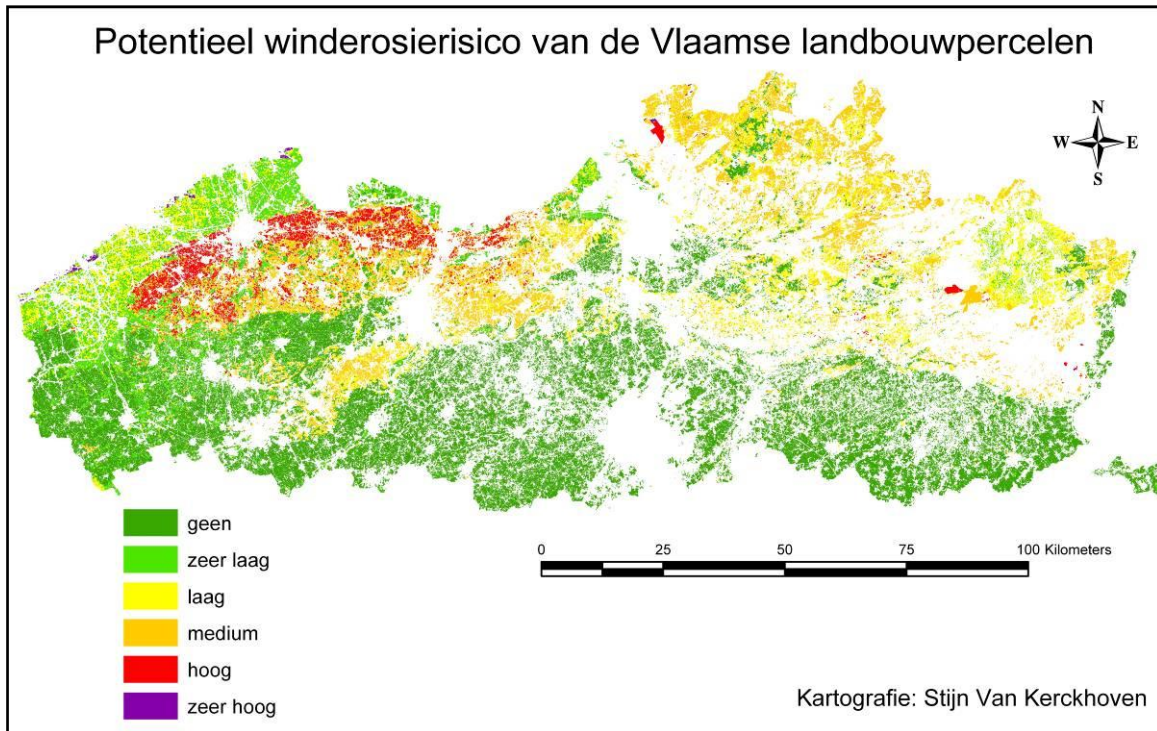 Potentieel winderosierisico van de Vlaamse landbouwpercelen
N
W E
S
geen
zeer laag
laag
medium
hoog
zeer hoog
0 25 50 75 100 Kilometers
Kartografie: Stijn Van Kerckhoven